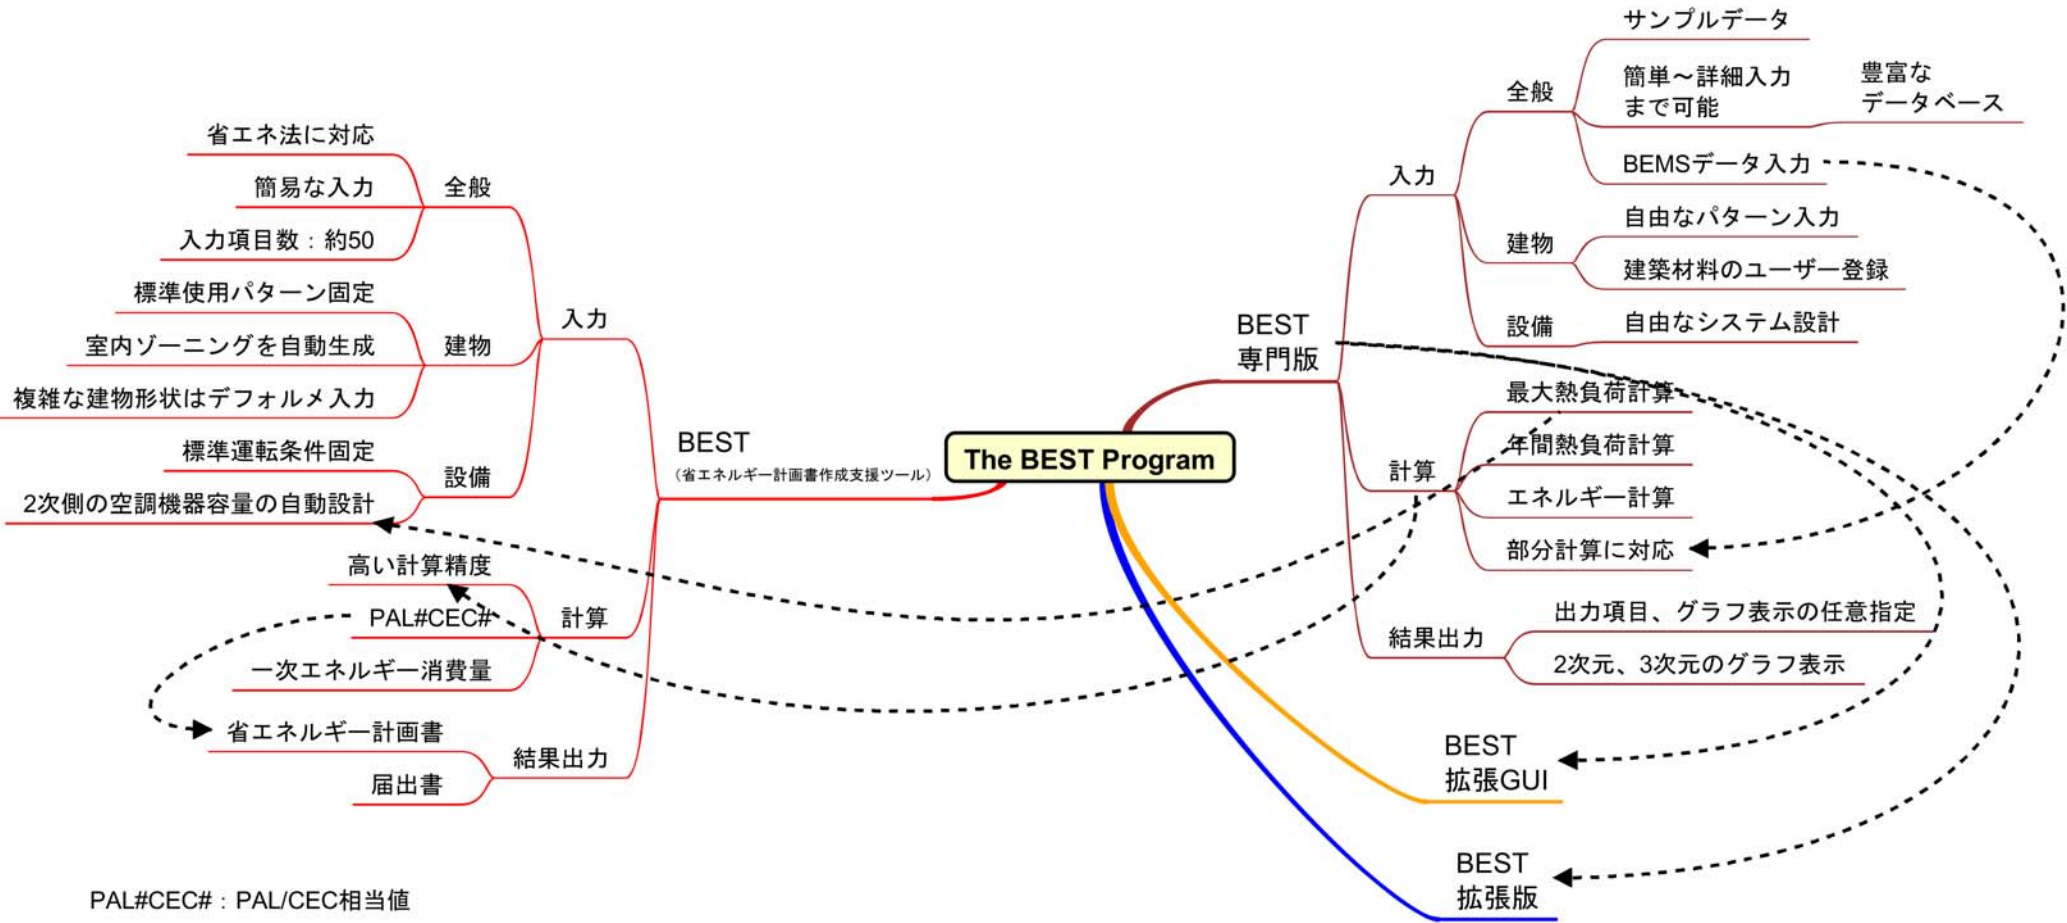 The BEST Program
BEST
（省エネルギー計画書作成支援ツール）
入力
全般
省エネ法に対応
簡易な入力
入力項目数：約50
建物
標準使用パターン固定
室内ゾーニングを自動生成
複雑な建物形状はデフォルメ入力
設備
標準運転条件固定
2次側の空調機器容量の自動設計
計算
高い計算精度
PAL#CEC#
一次エネルギー消費量
結果出力
省エネルギー計画書
届出書
BEST
専門版
入力
全般
サンプルデータ
簡単～詳細入力
まで可能
豊富な
データベース
BEMSデータ入力
建物
自由なパターン入力
建築材料のユーザー登録
設備
自由なシステム設計
計算
最大熱負荷計算
年間熱負荷計算
エネルギー計算
部分計算に対応
結果出力
出力項目、グラフ表示の任意指定
2次元、3次元のグラフ表示
BEST
拡張GUI
BEST
拡張版
PAL#CEC#：PAL/CEC相当値